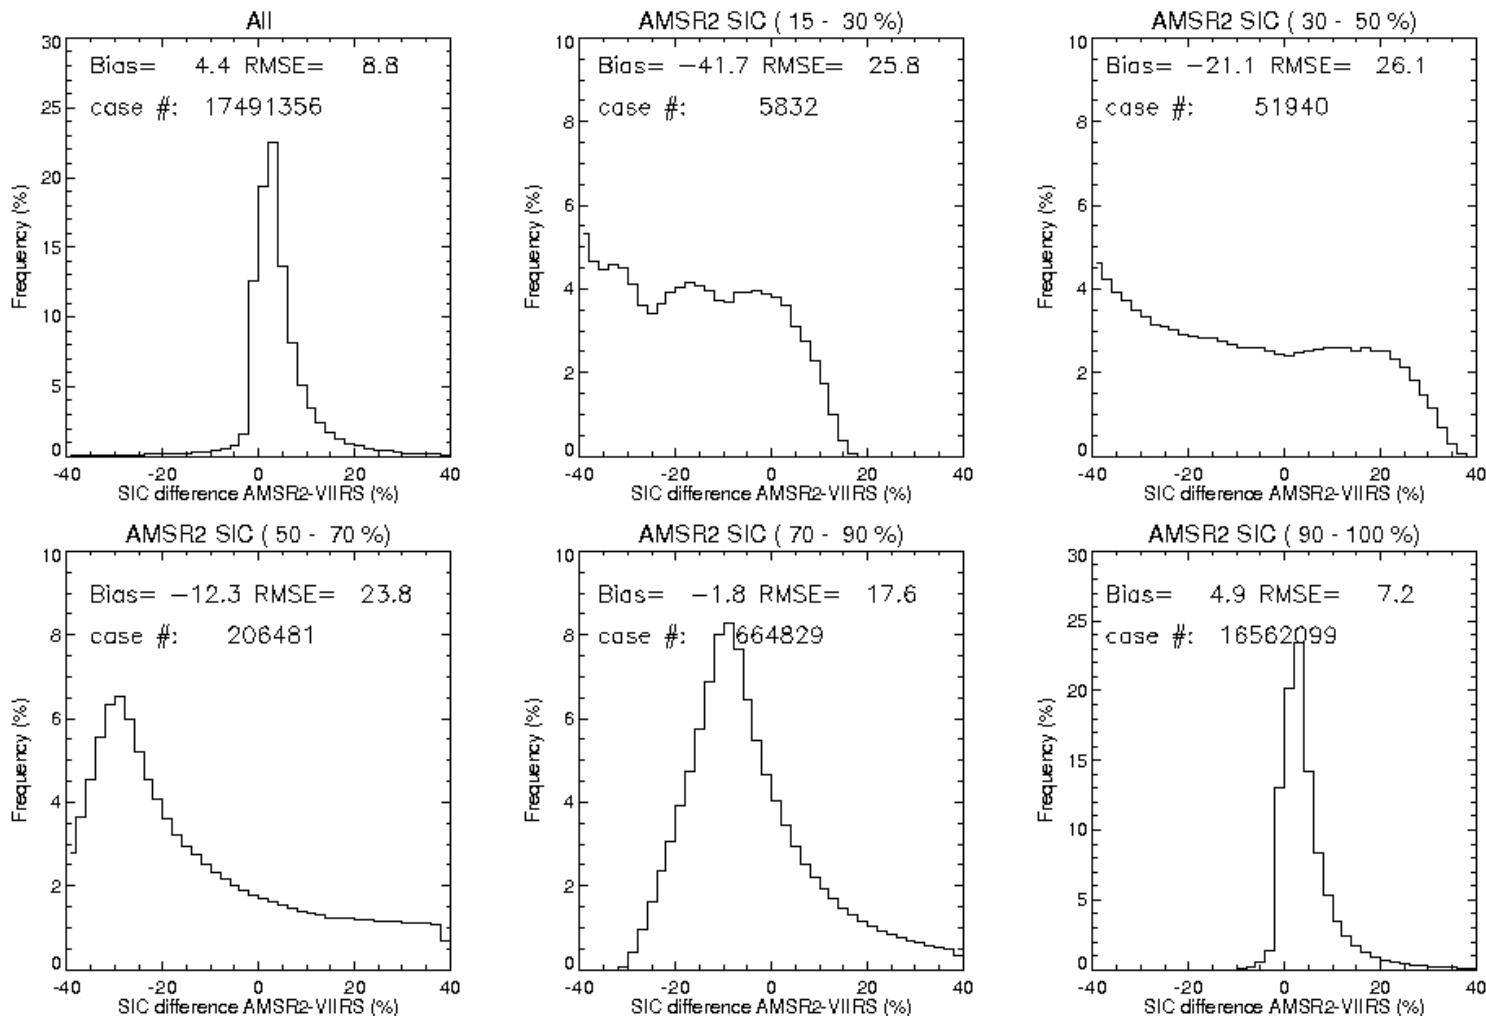 All
30
25
20
15
10
5
0
Frequency (%)
Bias= 4.4 RMSE= 8.8
case #: 17491356
-40 -20 0 20 40
SIC difference AMSR2-VIIRS (%)
AMSR2 SIC ( 15 - 30 %)
10
8
6
4
2
0
Frequency (%)
Bias= -41.7 RMSE= 25.8
case #: 5832
-40 -20 0 20 40
SIC difference AMSR2-VIIRS (%)
AMSR2 SIC ( 30 - 50 %)
10
8
6
4
2
0
Frequency (%)
Bias= -21.1 RMSE= 26.1
case #: 51940
-40 -20 0 20 40
SIC difference AMSR2-VIIRS (%)
AMSR2 SIC ( 50 - 70 %)
10
8
6
4
2
0
Frequency (%)
Bias= -12.3 RMSE= 23.8
case #: 206481
-40 -20 0 20 40
SIC difference AMSR2-VIIRS (%)
AMSR2 SIC ( 70 - 90 %)
10
8
6
4
2
0
Frequency (%)
Bias= -1.8 RMSE= 17.6
case #: 664829
-40 -20 0 20 40
SIC difference AMSR2-VIIRS (%)
AMSR2 SIC ( 90 - 100 %)
30
25
20
15
10
5
0
Frequency (%)
Bias= 4.9 RMSE= 7.2
case #: 16562099
-40 -20 0 20 40
SIC difference AMSR2-VIIRS (%)